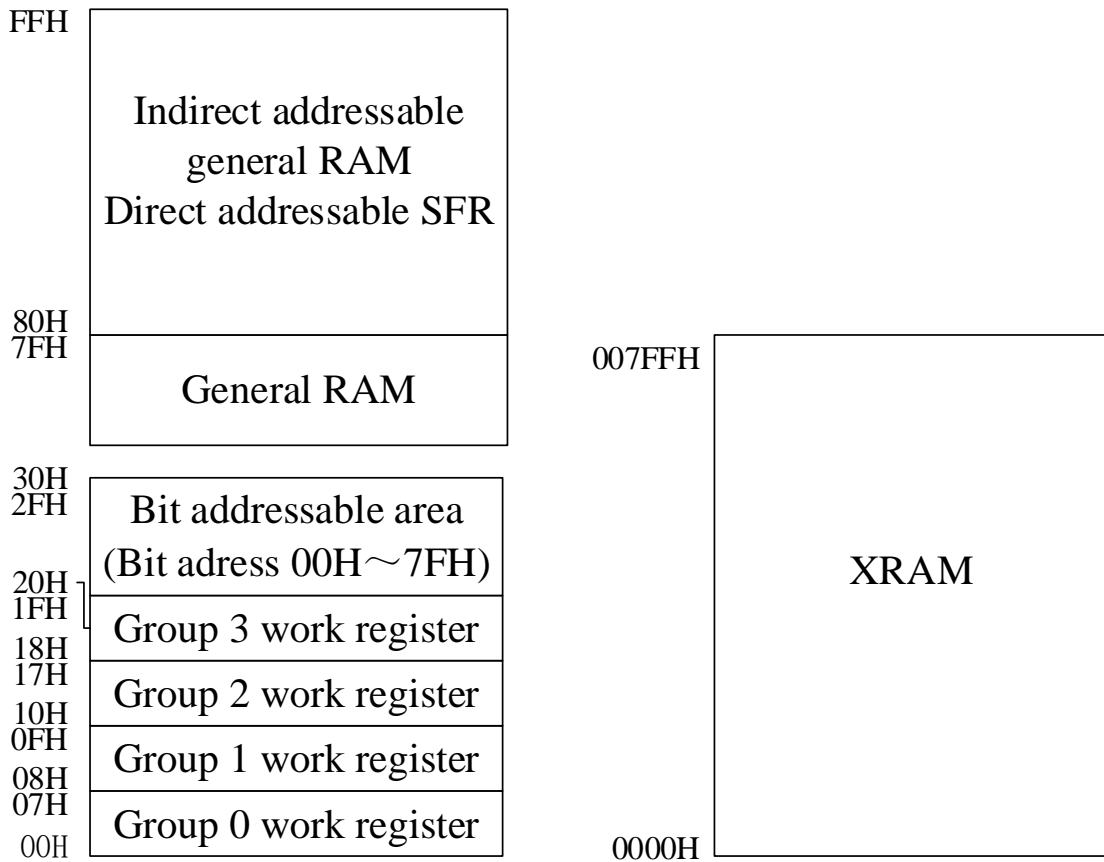 FFH
Indirect addressable
general RAM
Direct addressable SFR
80H
7FH
General RAM
30H
2FH
Bit addressable area
(Bit adress 00H～7FH)
20H
1FH
Group 3 work register
18H
17H
Group 2 work register
10H
0FH
Group 1 work register
08H
07H
Group 0 work register
00H
007FFH
XRAM
0000H